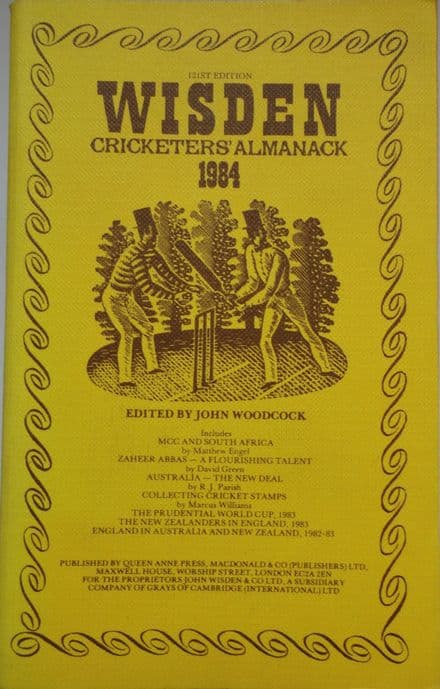 121ST EDITION
WISDEN
CRICKETERS' ALMANACK
1984
EDITED BY JOHN WOODCOCK
Includes
MCC AND SOUTH AFRICA
by Matthew Engel
ZAHEER ABBAS — A FLOURISHING TALENT
by David Green
AUSTRALIA — THE NEW DEAL
by R. J. Parish
COLLECTING CRICKET STAMPS
by Marcus Williams
THE PRUDENTIAL WORLD CUP, 1983
THE NEW ZEALANDERS IN ENGLAND, 1983
ENGLAND IN AUSTRALIA AND NEW ZEALAND, 1982-83
PUBLISHED BY QUEEN ANNE PRESS, MACDONALD & CO (PUBLISHERS) LTD,
MAXWELL HOUSE, WORSHIP STREET, LONDON EC2A 2EN
FOR THE PROPRIETORS JOHN WISDEN & CO LTD, A SUBSIDIARY
COMPANY OF GRAYS OF CAMBRIDGE (INTERNATIONAL) LTD